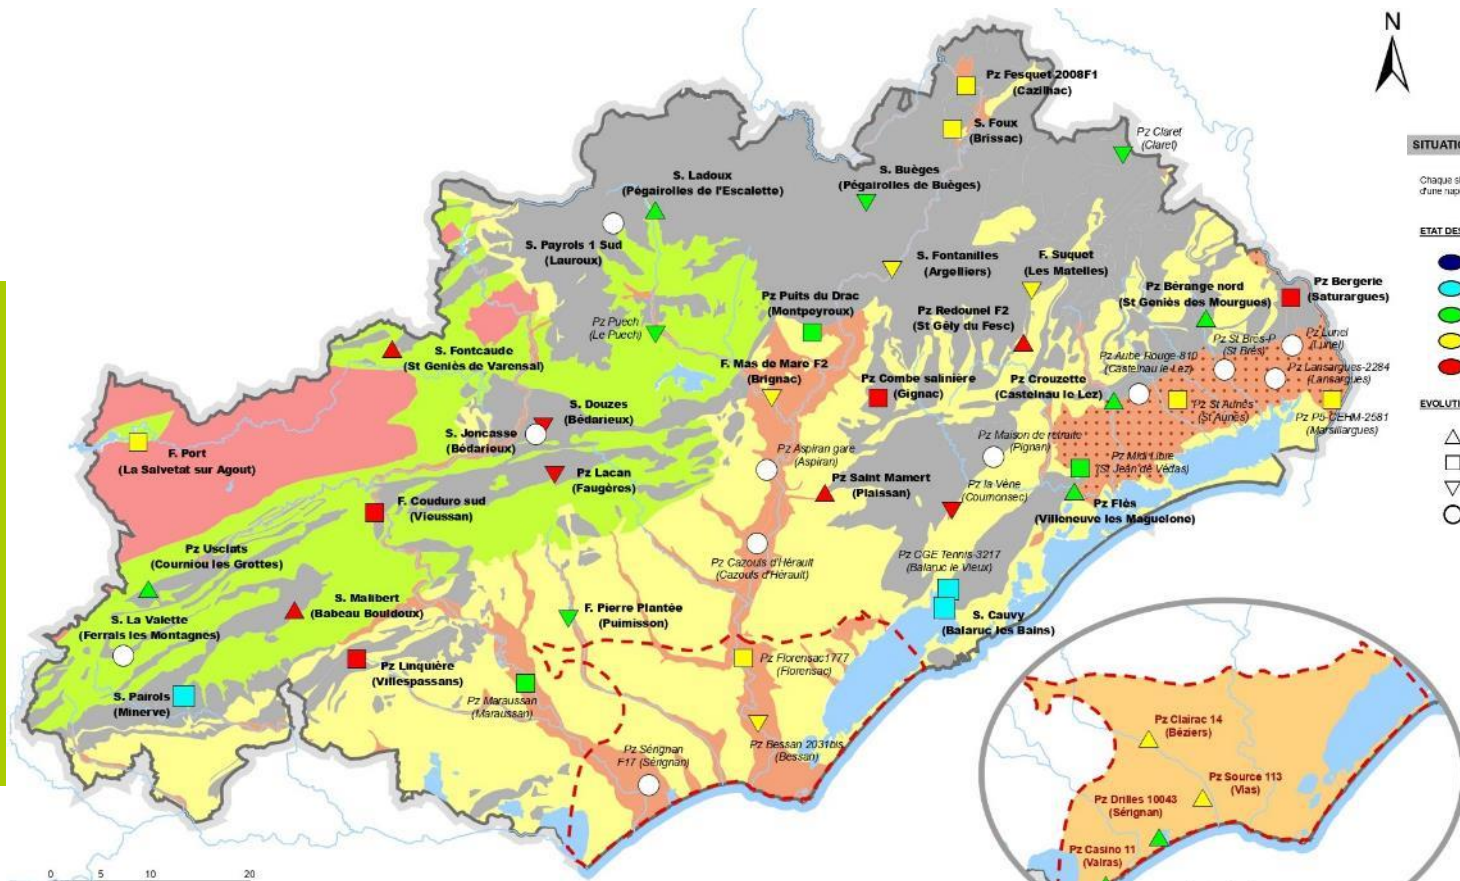 N
Pz Fesquet 2008F1
(Cazilhac)
S. Foux
(Brissac)
Pz Claret
(Claret)
SITUATIO
Chaque si
d'une nap
S. Ladoux
(Pégairolles de l'Escalette)
S. Buèges
(Pégairolles de Buèges)
ETAT DES
S. Payrols 1 Sud
(Lauroux)
S. Fontanilles
(Argelliers)
F. Suquet
(Les Matelles)
Pz Bérange nord
(St Geniès des Mourgues)
Pz Bergerie
(Saturargues)
Pz Puits du Drac
(Montpeyroux)
Pz Redounel F2
(St Gély du Fesc)
Pz Puech
(Le Puech)
Pz St Brès-P
(St Brès)
Pz Lunel
(Lunel)
S. Fontcaude
(St Geniès de Varensal)
F. Mas de Mare F2
(Brignac)
Pz Aube Rouge-810
(Castelnau le Lez)
Pz Lansargues-2284
(Lansargues)
Pz Combe salinière
(Gignac)
Pz Crouzette
(Castelnau le Lez)
EVOLUTI
S. Douzes
(Bédarieux)
Pz St Aunès
(St Aunès)
Pz P5-CEHM-2581
(Marsillargues)
S. Joncasse
(Bédarieux)
Pz Maison de retraite
(Pignan)
F. Port
(La Salvetat sur Agout)
Pz Aspiran gare
(Aspiran)
Pz Midi Libre
(St Jean de Védas)
Pz Lacan
(Faugères)
Pz Saint Mamert
(Plaissan)
Pz la Vène
(Cournonsec)
F. Couduro sud
(Vieussan)
Pz Flès
(Villeneuve les Maguelone)
Pz Usclats
(Courniou les Grottes)
Pz Cazouls d'Hérault
(Cazouls d'Hérault)
Pz CGE Tennis-3217
(Balaruc le Vieux)
S. Malibert
(Babeau Bouldoux)
F. Pierre Plantée
(Puimisson)
S. La Valette
(Ferrals les Montagnes)
S. Cauvy
(Balaruc les Bains)
Pz Linquière
(Villespassans)
Pz Florensac1777
(Florensac)
S. Pairols
(Minerve)
Pz Maraussan
(Maraussan)
Pz Clairac 14
(Béziers)
Pz Sérignan
F17 (Sérignan)
Pz Bessan 2031bis
(Bessan)
Pz Source 113
(Vias)
Pz Drilles 10043
(Sérignan)
Pz Casino 11
(Valras)
0 5 10 20